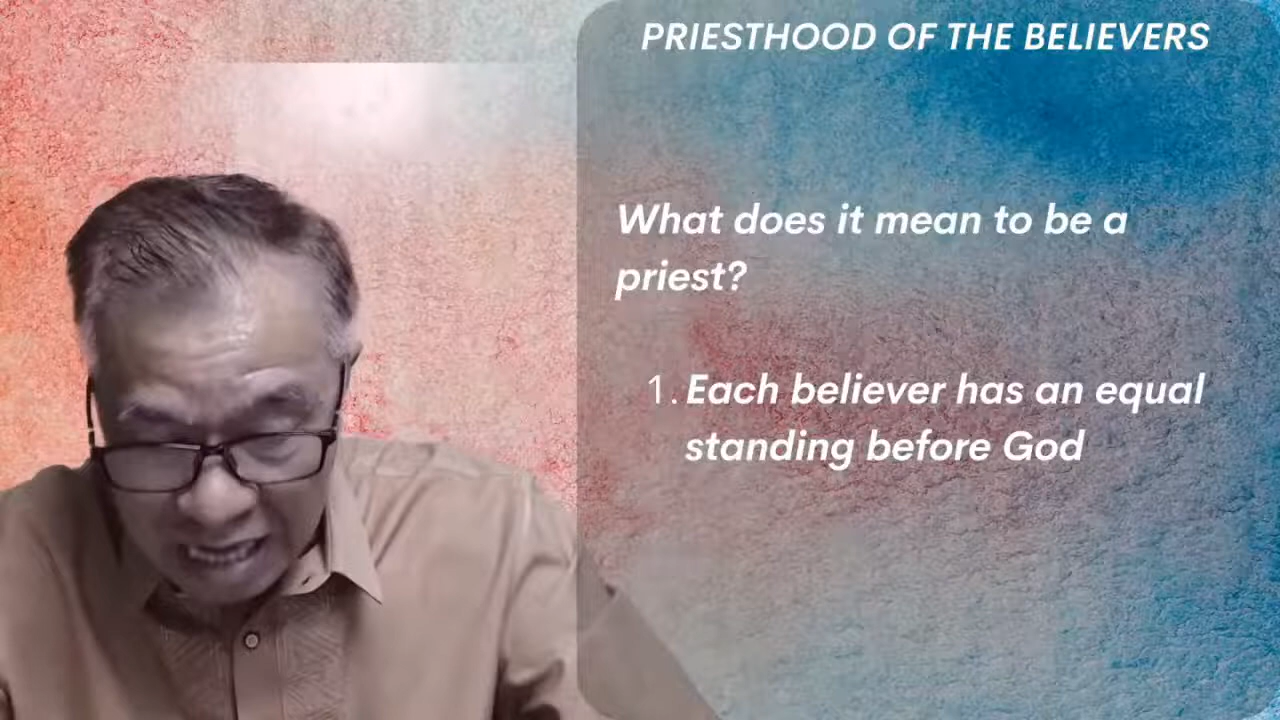 PRIESTHOOD OF THE BELIEVERS
What does it mean to be a
priest?
1. Each believer has an equal
standing before God